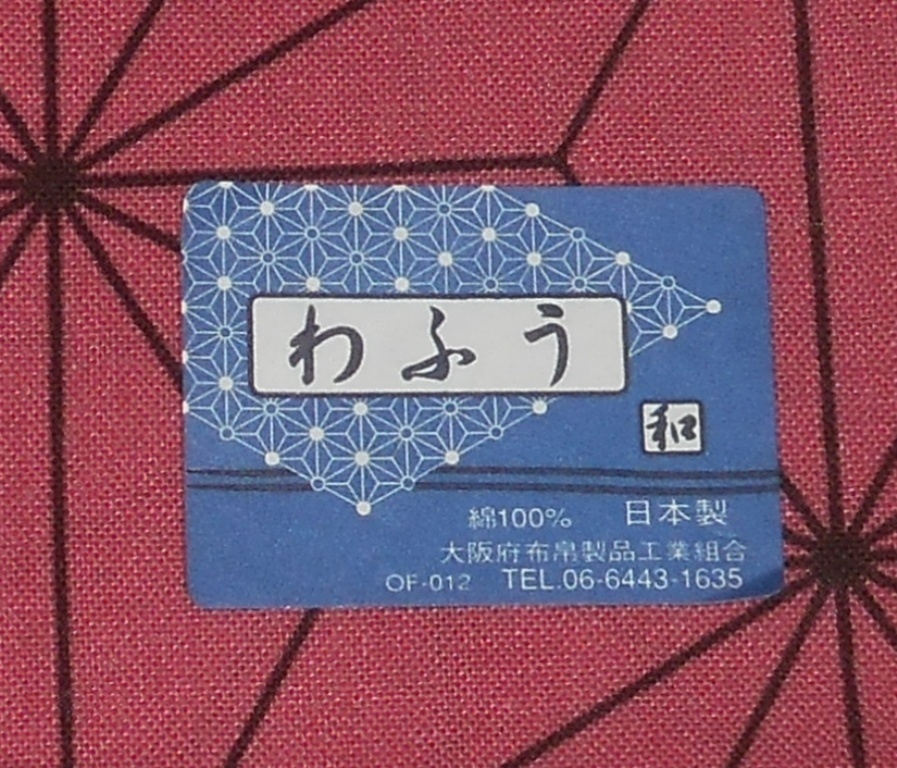 わふう
和
綿100% 日本製
大阪府布帛製品工業組合
OF-012 TEL.06-6443-1635